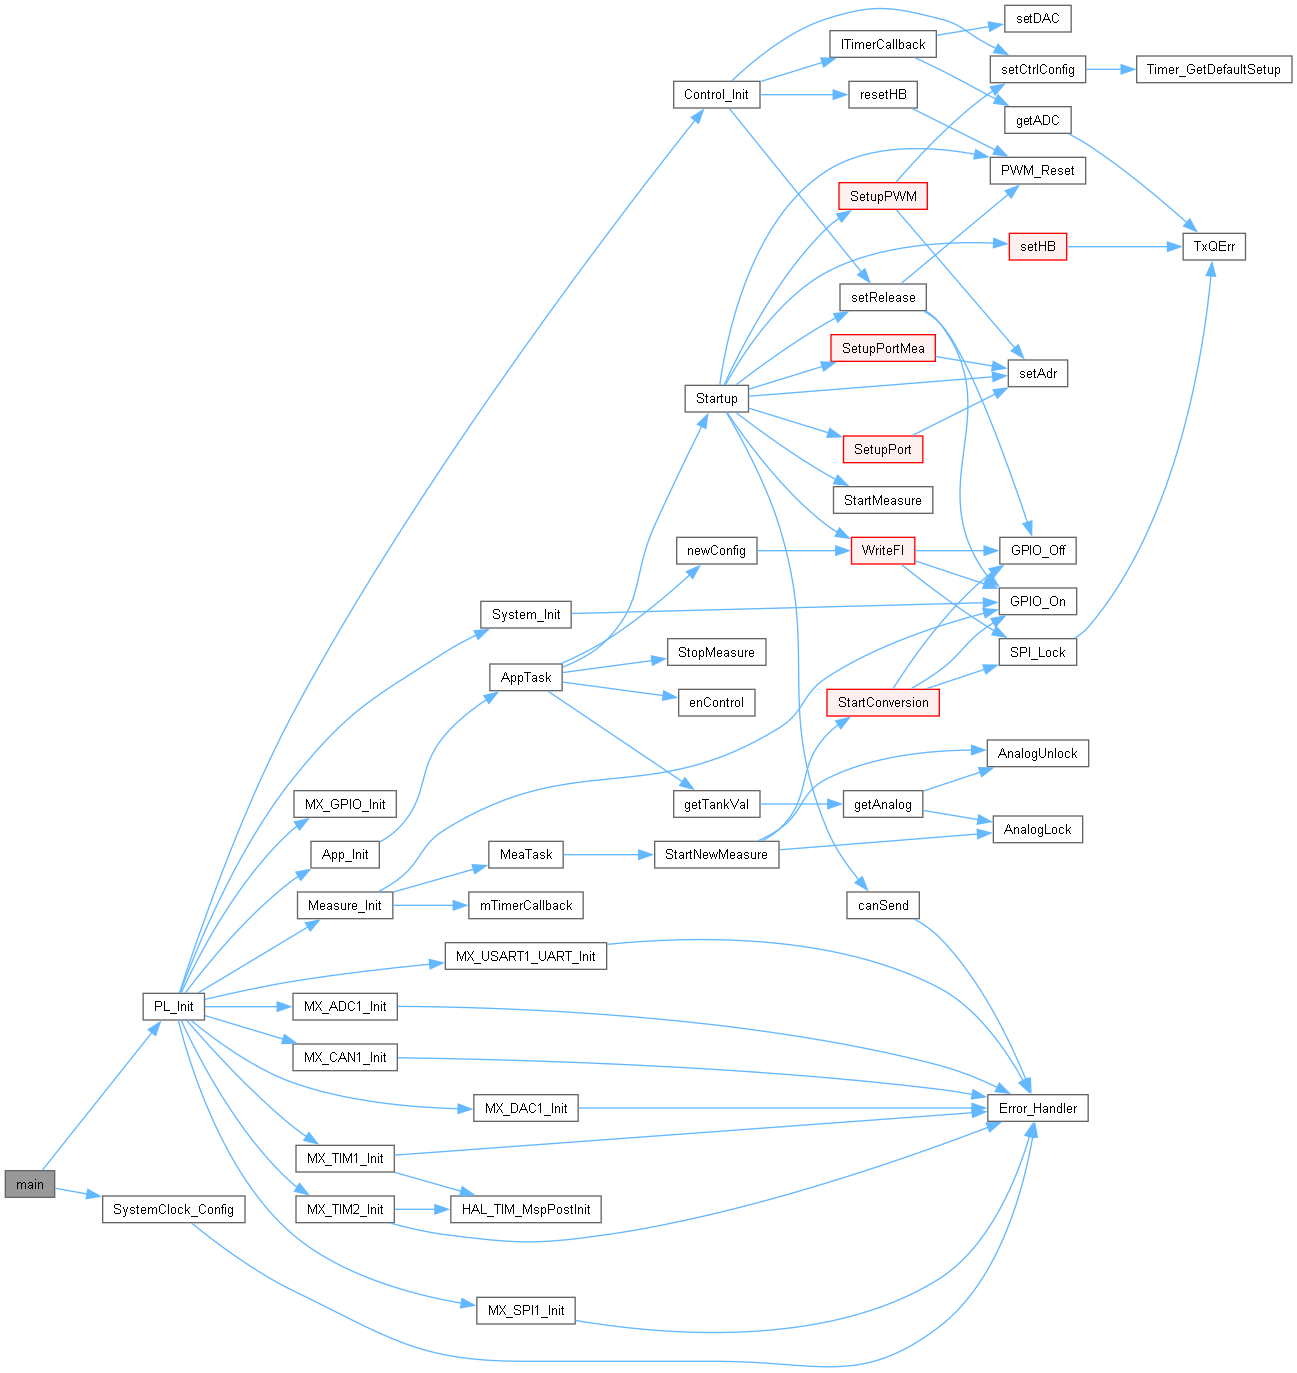 setDAC
ITimerCallback
setCtrlConfig
Timer_GetDefaultSetup
Control_Init
resetHB
getADC
PWM_Reset
SetupPWM
setHB
TxQErr
setRelease
SetupPortMea
setAdr
Startup
SetupPort
StartMeasure
newConfig
WriteFI
GPIO_Off
GPIO_On
System_Init
StopMeasure
SPI_Lock
AppTask
enControl
StartConversion
AnalogUnlock
MX_GPIO_Init
getTankVal
getAnalog
AnalogLock
App_Init
MeaTask
StartNewMeasure
Measure_Init
mTimerCallback
canSend
MX_USART1_UART_Init
PL_Init
MX_ADC1_Init
MX_CAN1_Init
MX_DAC1_Init
Error_Handler
MX_TIM1_Init
main
SystemClock_Config
MX_TIM2_Init
HAL_TIM_MspPostInit
MX_SPI1_Init